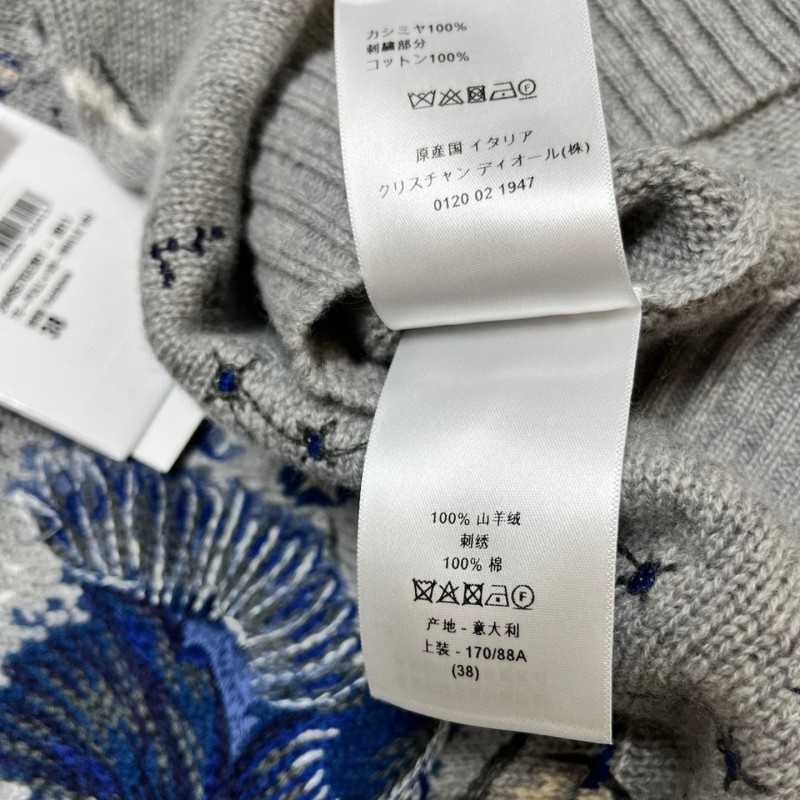 カシミヤ100%
刺繍部分
コットン100%
原産国 イタリア
クリスチャン ディオール(株)
0120 02 1947
100% 山羊绒
刺绣
100% 棉
产地 - 意大利
上装 - 170/88A
(38)
38